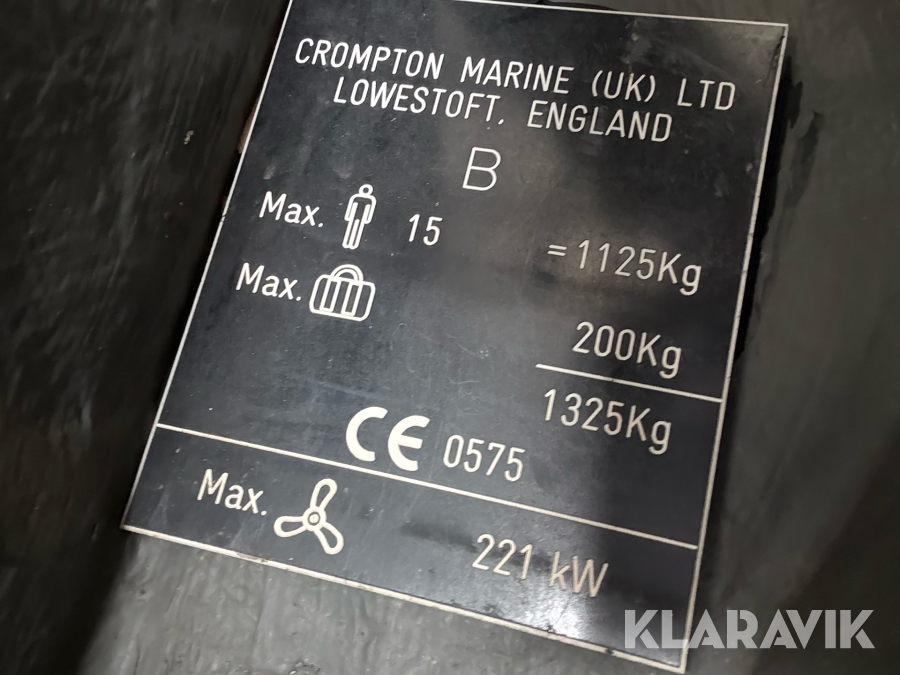 CROMPTON MARINE (UK) LTD
LOWESTOFT. ENGLAND
B
Max. 15 =1125Kg
Max. 200Kg
1325Kg
CE 0575
Max. 221 kW
KLARAVIK